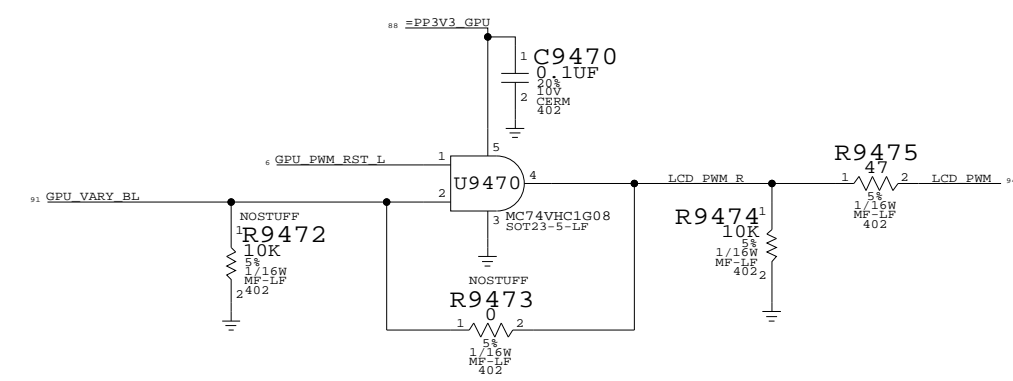 88 =PP3V3_GPU
1 C9470
0.1UF
20%
10V
2 CERM
402
5
6 GPU_PWM_RST_L 1
U9470 4
91 GPU_VARY_BL 2
3 MC74VHC1G08
SOT23-5-LF
LCD_PWM_R
R9475
47
1 2 LCD_PWM
5%
1/16W
MF-LF
402
NOSTUFF
1 R9472
10K
5%
1/16W
MF-LF
2 402
R9474 1
10K
5%
1/16W
MF-LF
402 2
NOSTUFF
R9473
0
1 2
5%
1/16W
MF-LF
402